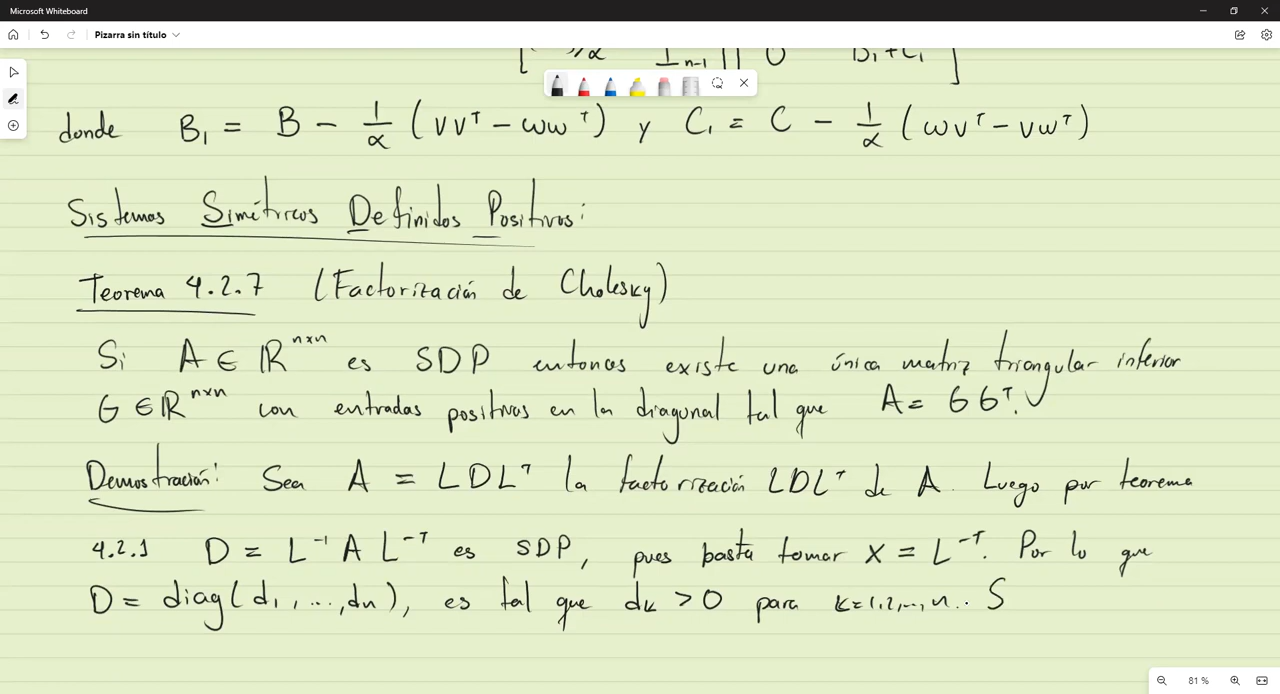 Microsoft Whiteboard
Pizarra sin título
donde B₁ = B − 1/α (vvᵀ − ωωᵀ) y C₁ = C − 1/α (ωvᵀ − vωᵀ)
Sistemas Simétricos Definidos Positivos:
Teorema 4.2.7 (Factorización de Cholesky)
Si A ∈ ℝⁿˣⁿ es SDP entonces existe una única matriz triangular inferior
G ∈ ℝⁿˣⁿ con entradas positivas en la diagonal tal que A = GGᵀ.
Demostración: Sea A = LDLᵀ la factorización LDLᵀ de A. Luego por teorema
4.2.1 D = L⁻¹ A L⁻ᵀ es SDP, pues basta tomar X = L⁻ᵀ. Por lo que
D = diag(d₁, ..., dn), es tal que dk > 0 para k=1,2,...,n. S
81 %